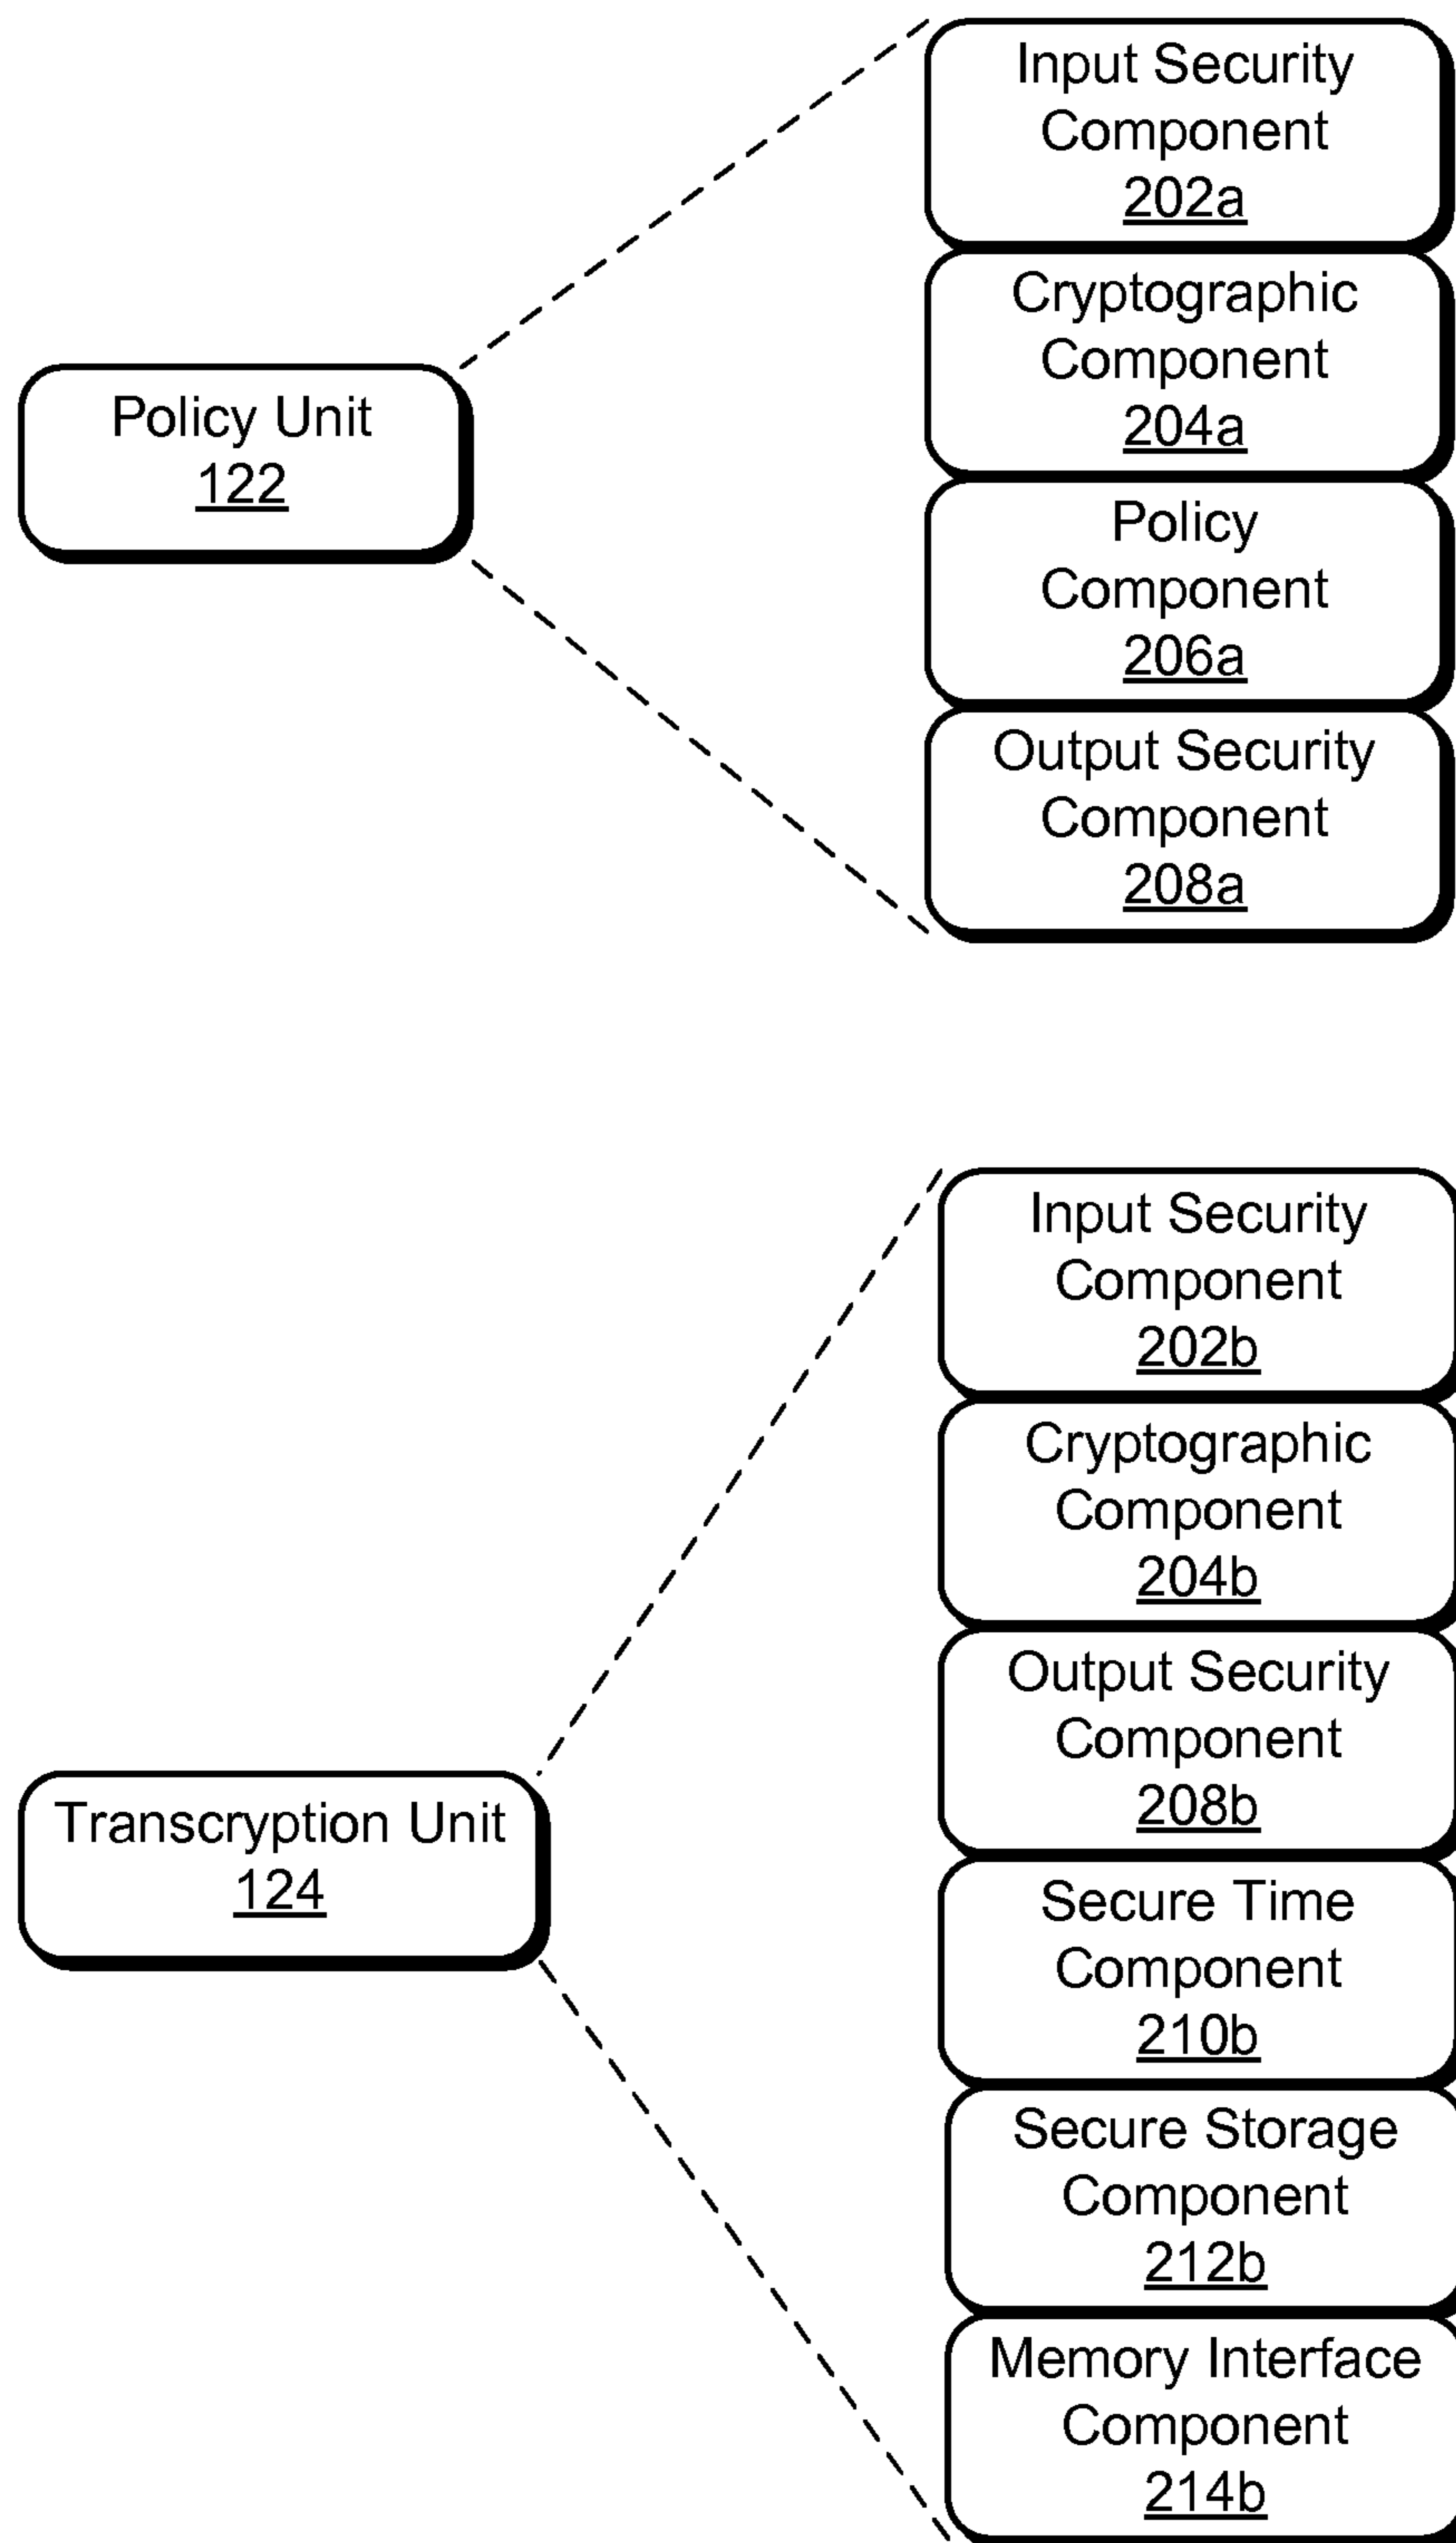 Policy Unit
122
Input Security
Component
202a
Cryptographic
Component
204a
Policy
Component
206a
Output Security
Component
208a
Transcryption Unit
124
Input Security
Component
202b
Cryptographic
Component
204b
Output Security
Component
208b
Secure Time
Component
210b
Secure Storage
Component
212b
Memory Interface
Component
214b